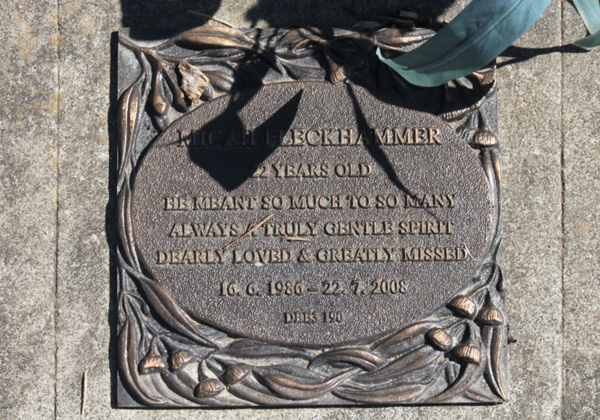 MICAH FLECKHAMMER
22 YEARS OLD
HE MEANT SO MUCH TO SO MANY
ALWAYS A TRULY GENTLE SPIRIT
DEARLY LOVED & GREATLY MISSED
16. 6. 1986 – 22. 7. 2008
DBE5 190